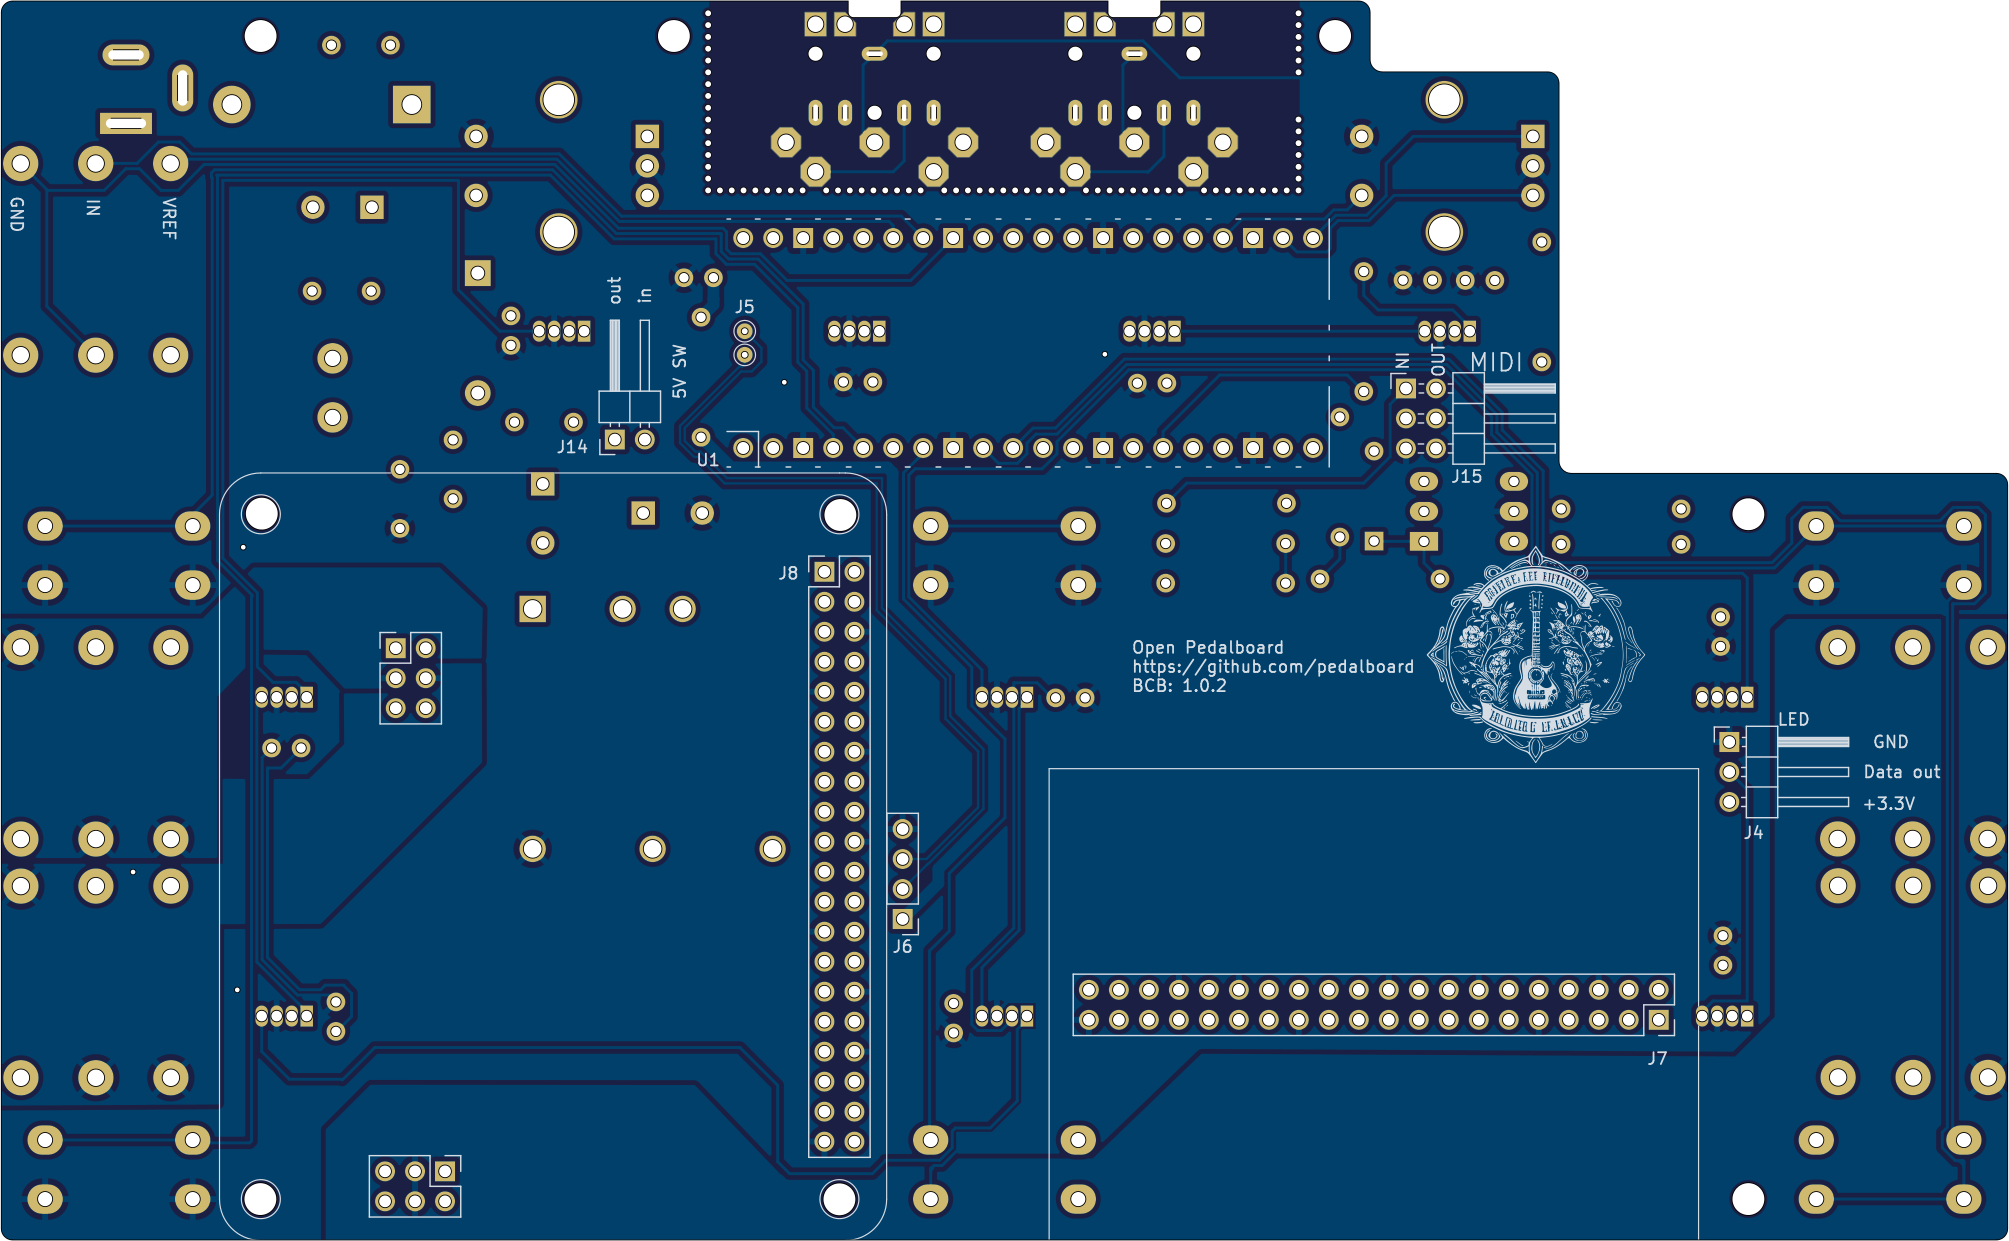 GND
IN
VREF
out
in
J5
5V SW
J14
U1
INI
OUT
MIDI
J15
J8
Open Pedalboard
https://github.com/pedalboard
BCB: 1.0.2
LED
GND
Data out
+3.3V
J4
J6
J7